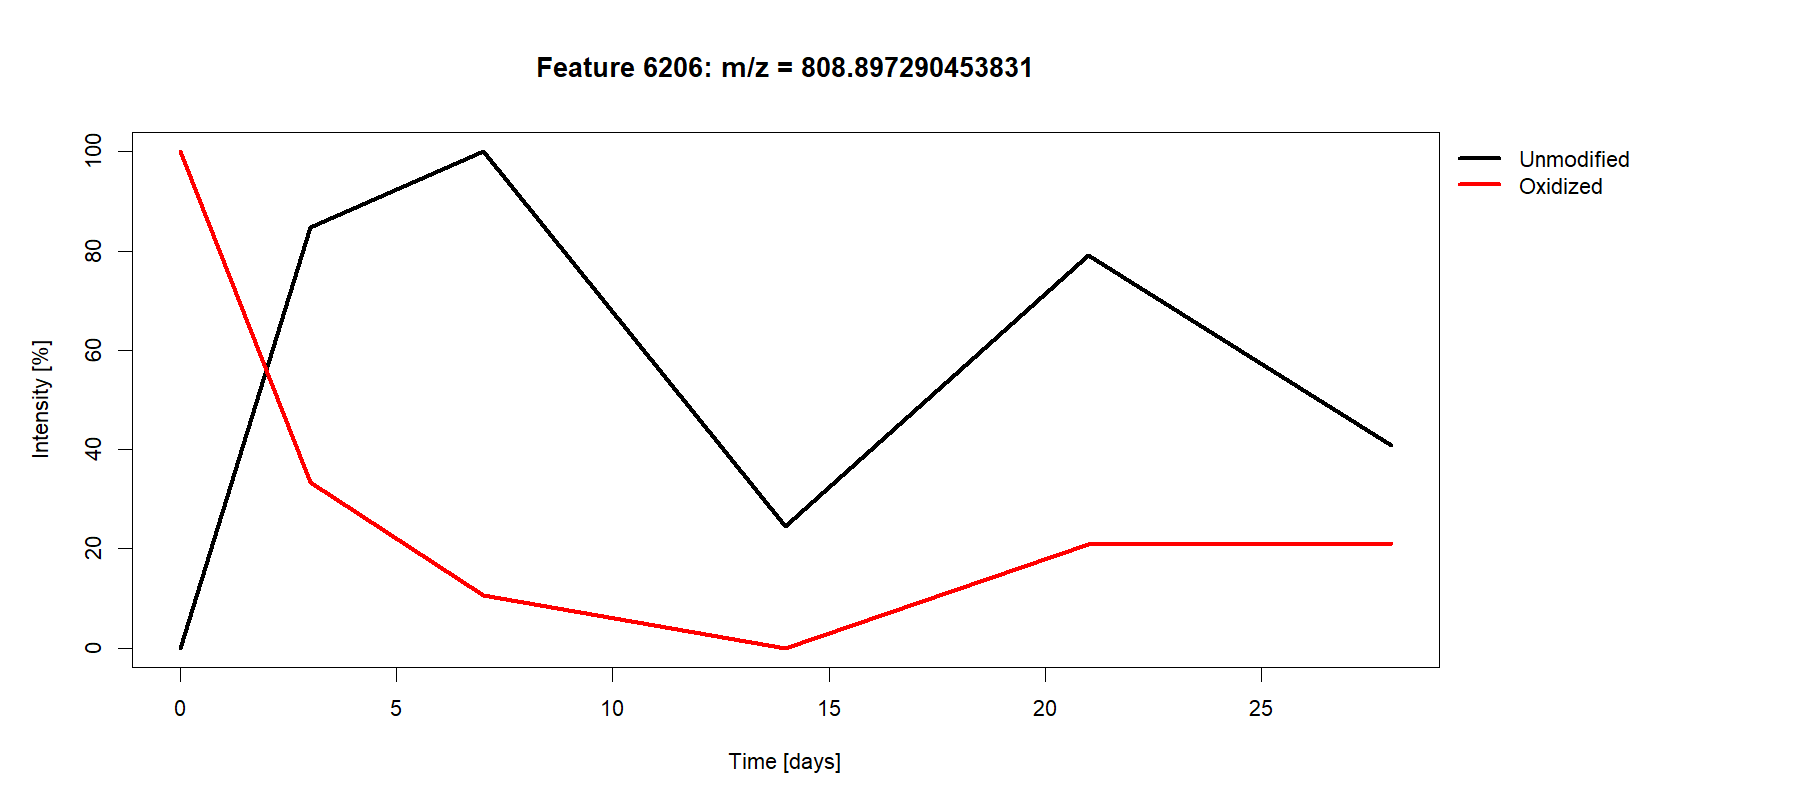 Feature 6206: m/z = 808.897290453831
Unmodified
Oxidized
Intensity [%]
100
80
60
40
20
0
0 5 10 15 20 25
Time [days]